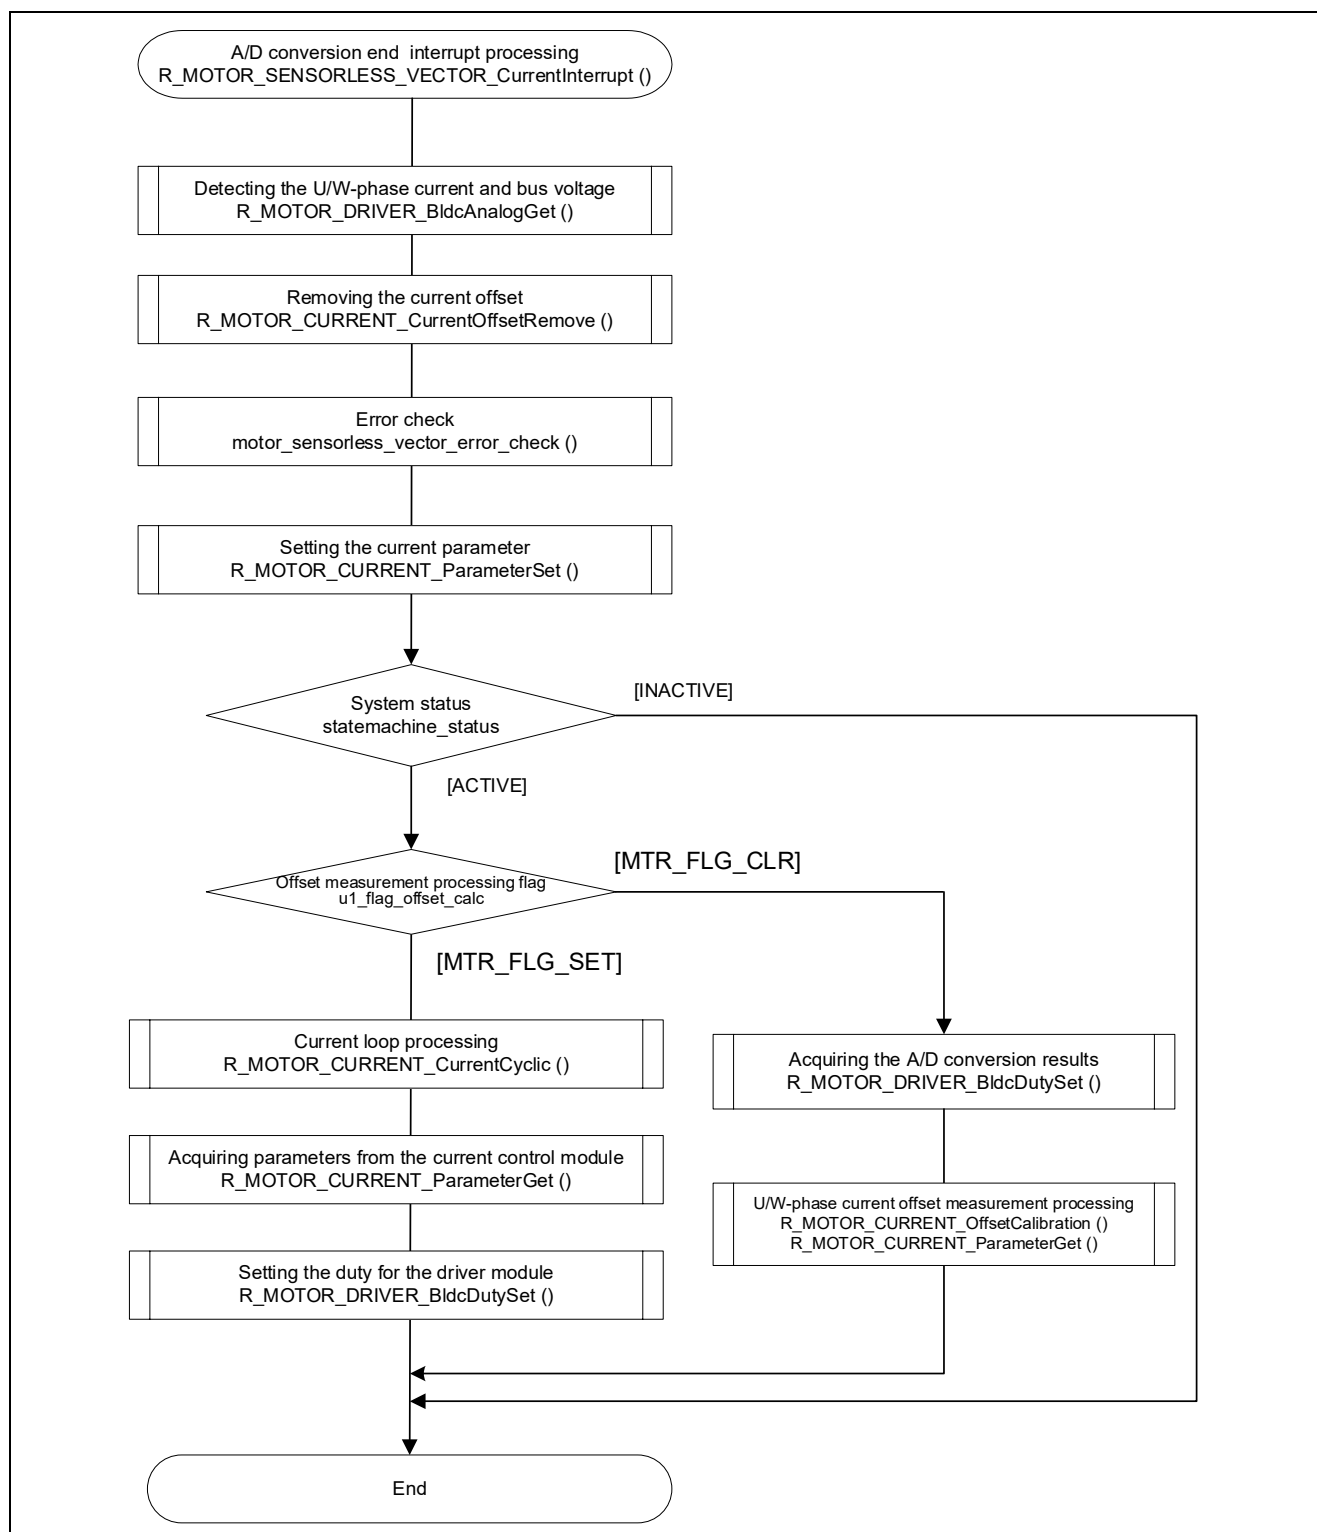 A/D conversion end  interrupt processing
R_MOTOR_SENSORLESS_VECTOR_CurrentInterrupt ()
Detecting the U/W-phase current and bus voltage
R_MOTOR_DRIVER_BldcAnalogGet ()
Removing the current offset
R_MOTOR_CURRENT_CurrentOffsetRemove ()
Error check
motor_sensorless_vector_error_check ()
Setting the current parameter
R_MOTOR_CURRENT_ParameterSet ()
System status
statemachine_status
[INACTIVE]
[ACTIVE]
Offset measurement processing flag
u1_flag_offset_calc
[MTR_FLG_CLR]
[MTR_FLG_SET]
Current loop processing
R_MOTOR_CURRENT_CurrentCyclic ()
Acquiring parameters from the current control module
R_MOTOR_CURRENT_ParameterGet ()
Setting the duty for the driver module
R_MOTOR_DRIVER_BldcDutySet ()
Acquiring the A/D conversion results
R_MOTOR_DRIVER_BldcDutySet ()
U/W-phase current offset measurement processing
R_MOTOR_CURRENT_OffsetCalibration ()
R_MOTOR_CURRENT_ParameterGet ()
End